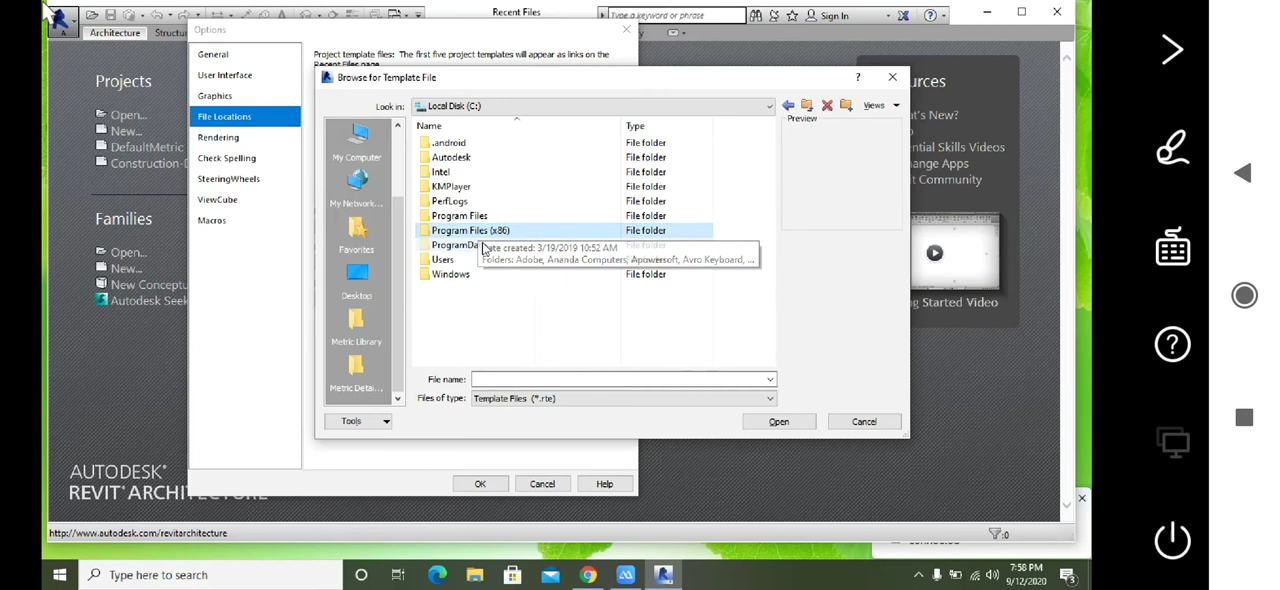 Recent Files
Type a keyword or phrase
Sign In
A
Architecture
Projects
Open...
New...
DefaultMetric
Construction-D
Families
Open...
New...
New Conceptu
Autodesk Seek
AUTODESK
REVIT ARCHITECTURE
Options
General
User Interface
Graphics
File Locations
Rendering
Check Spelling
SteeringWheels
ViewCube
Macros
Project template files: The first five project templates will appear as links on the
Recent Files page.
OK
Cancel
Help
Browse for Template File
?
Look in:
Local Disk (C:)
Views
My Computer
My Network...
Favorites
Desktop
Metric Library
Metric Detai...
Name
Type
.android
File folder
Autodesk
File folder
Intel
File folder
KMPlayer
File folder
PerfLogs
File folder
Program Files
File folder
Program Files (x86)
File folder
ProgramDa
Users
Windows
File folder
Date created: 3/19/2019 10:52 AM
Folders: Adobe, Ananda Computers, Apowersoft, Avro Keyboard, ...
Preview
File name:
Files of type:
Template Files (*.rte)
Tools
Open
Cancel
ources
What's New?
ential Skills Videos
Getting Started Video
http://www.autodesk.com/revitarchitecture
:0
Type here to search
7:58 PM
9/12/2020
3